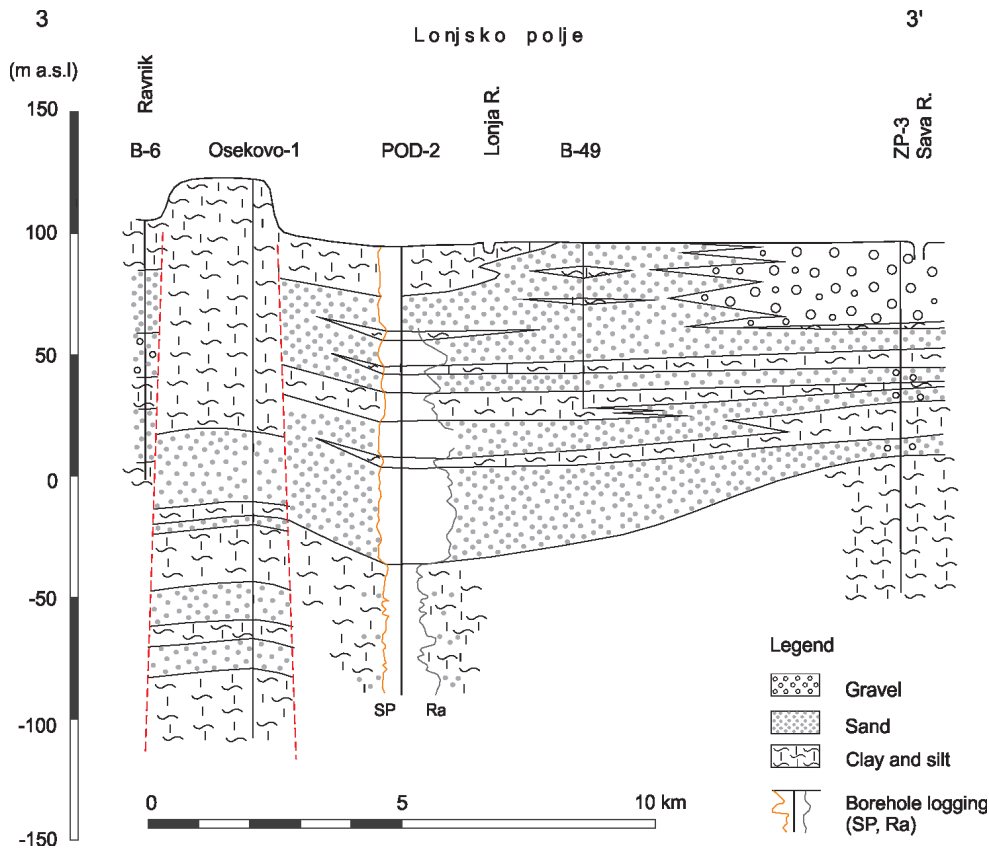 3
3'
Lonjsko polje
(m a.s.l)
Ravnik
Lonja R.
ZP-3
Sava R.
B-6
Osekovo-1
POD-2
B-49
150
100
50
0
-50
-100
-150
SP
Ra
0
5
10 km
Legend
Gravel
Sand
Clay and silt
Borehole logging
(SP, Ra)